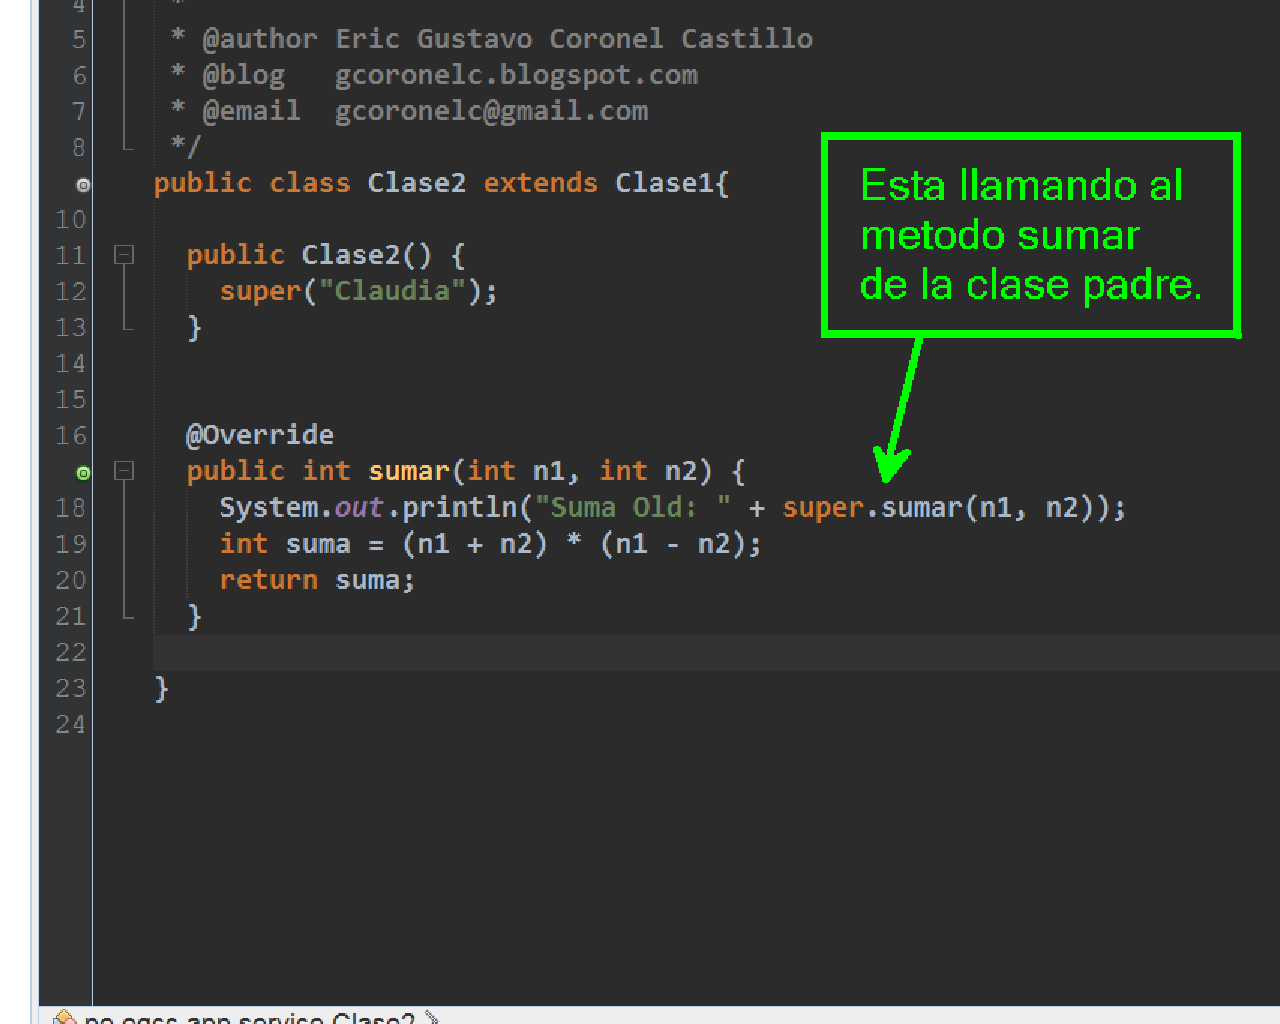 4 *
5 * @author Eric Gustavo Coronel Castillo
6 * @blog   gcoronelc.blogspot.com
7 * @email  gcoronelc@gmail.com
8 */
public class Clase2 extends Clase1{
10
11 public Clase2() {
12 super("Claudia");
13 }
14
15
16 @Override
public int sumar(int n1, int n2) {
18 System.out.println("Suma Old: " + super.sumar(n1, n2));
19 int suma = (n1 + n2) * (n1 - n2);
20 return suma;
21 }
22
23 }
24
Esta llamando al
metodo sumar
de la clase padre.
pe.egcc.app.service.Clase2